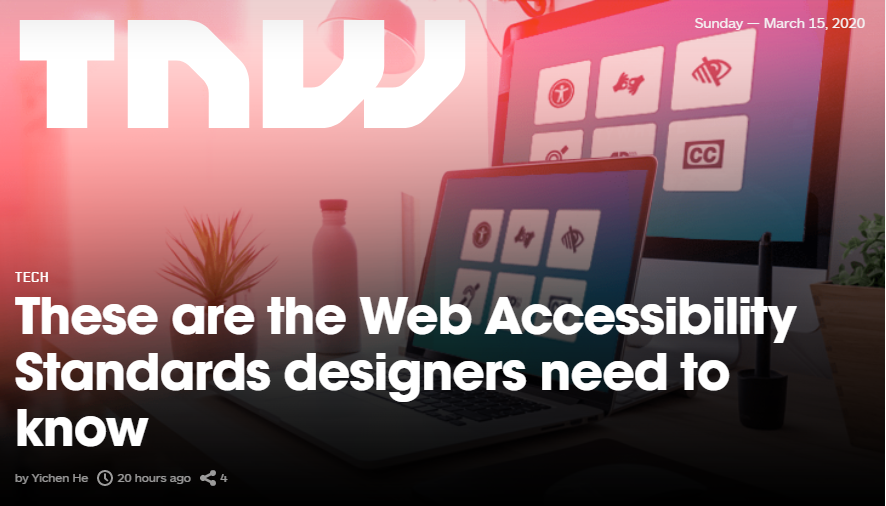 TNW
Sunday — March 15, 2020
CC
CC
TECH
These are the Web Accessibility
Standards designers need to
know
by Yichen He 20 hours ago 4